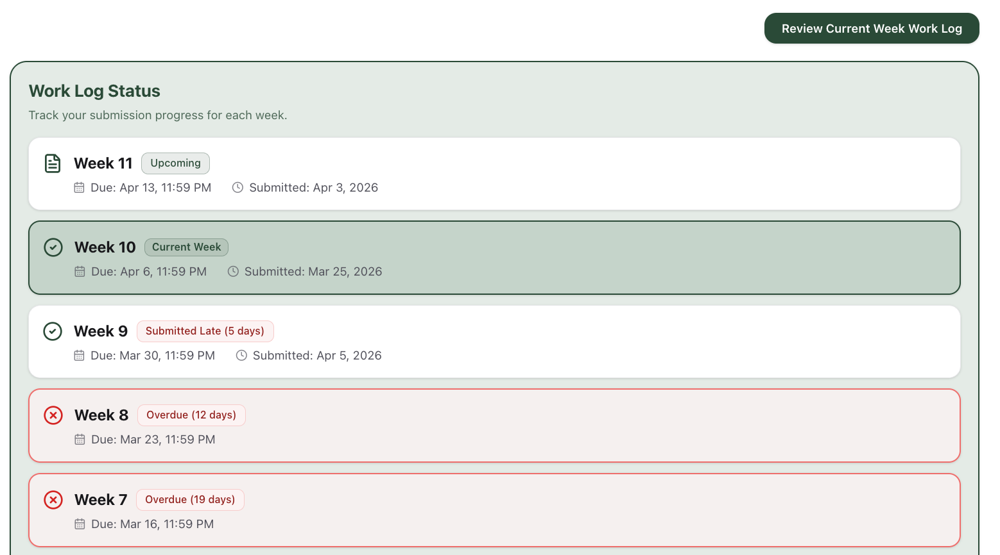 Review Current Week Work Log
Work Log Status
Track your submission progress for each week.
Week 11 Upcoming
Due: Apr 13, 11:59 PM Submitted: Apr 3, 2026
Week 10 Current Week
Due: Apr 6, 11:59 PM Submitted: Mar 25, 2026
Week 9 Submitted Late (5 days)
Due: Mar 30, 11:59 PM Submitted: Apr 5, 2026
Week 8 Overdue (12 days)
Due: Mar 23, 11:59 PM
Week 7 Overdue (19 days)
Due: Mar 16, 11:59 PM